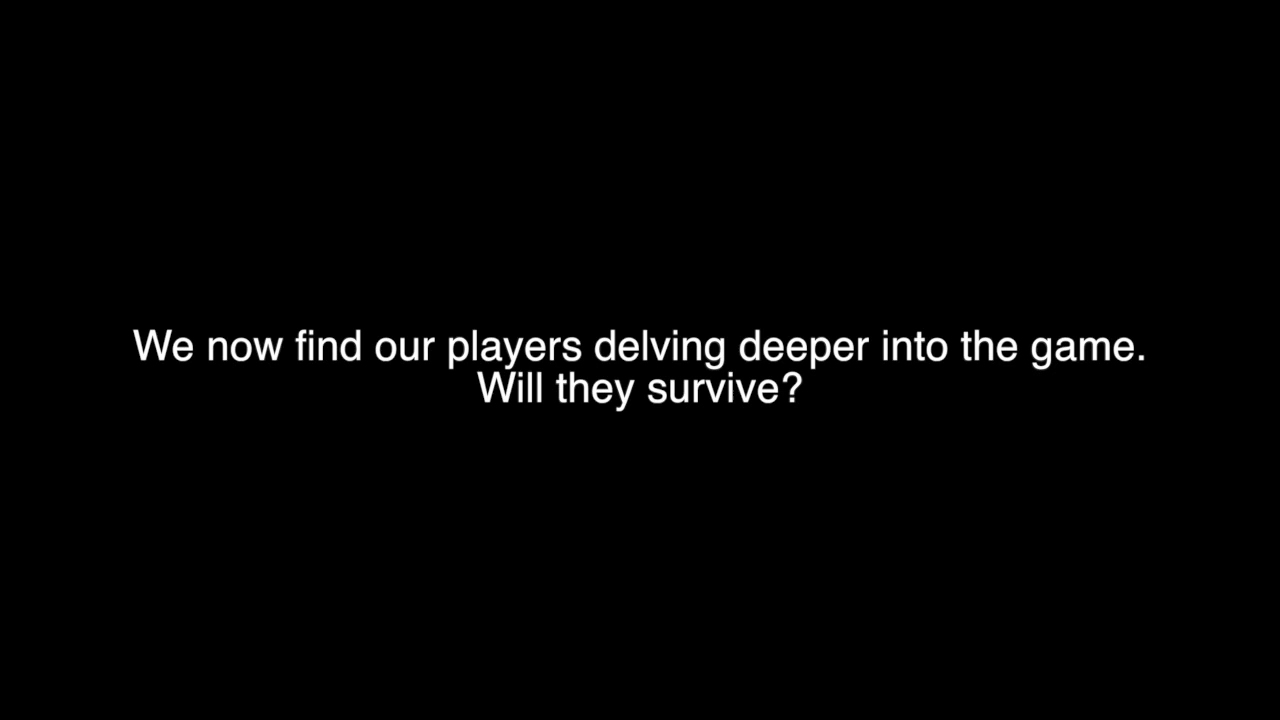 We now find our players delving deeper into the game.
Will they survive?